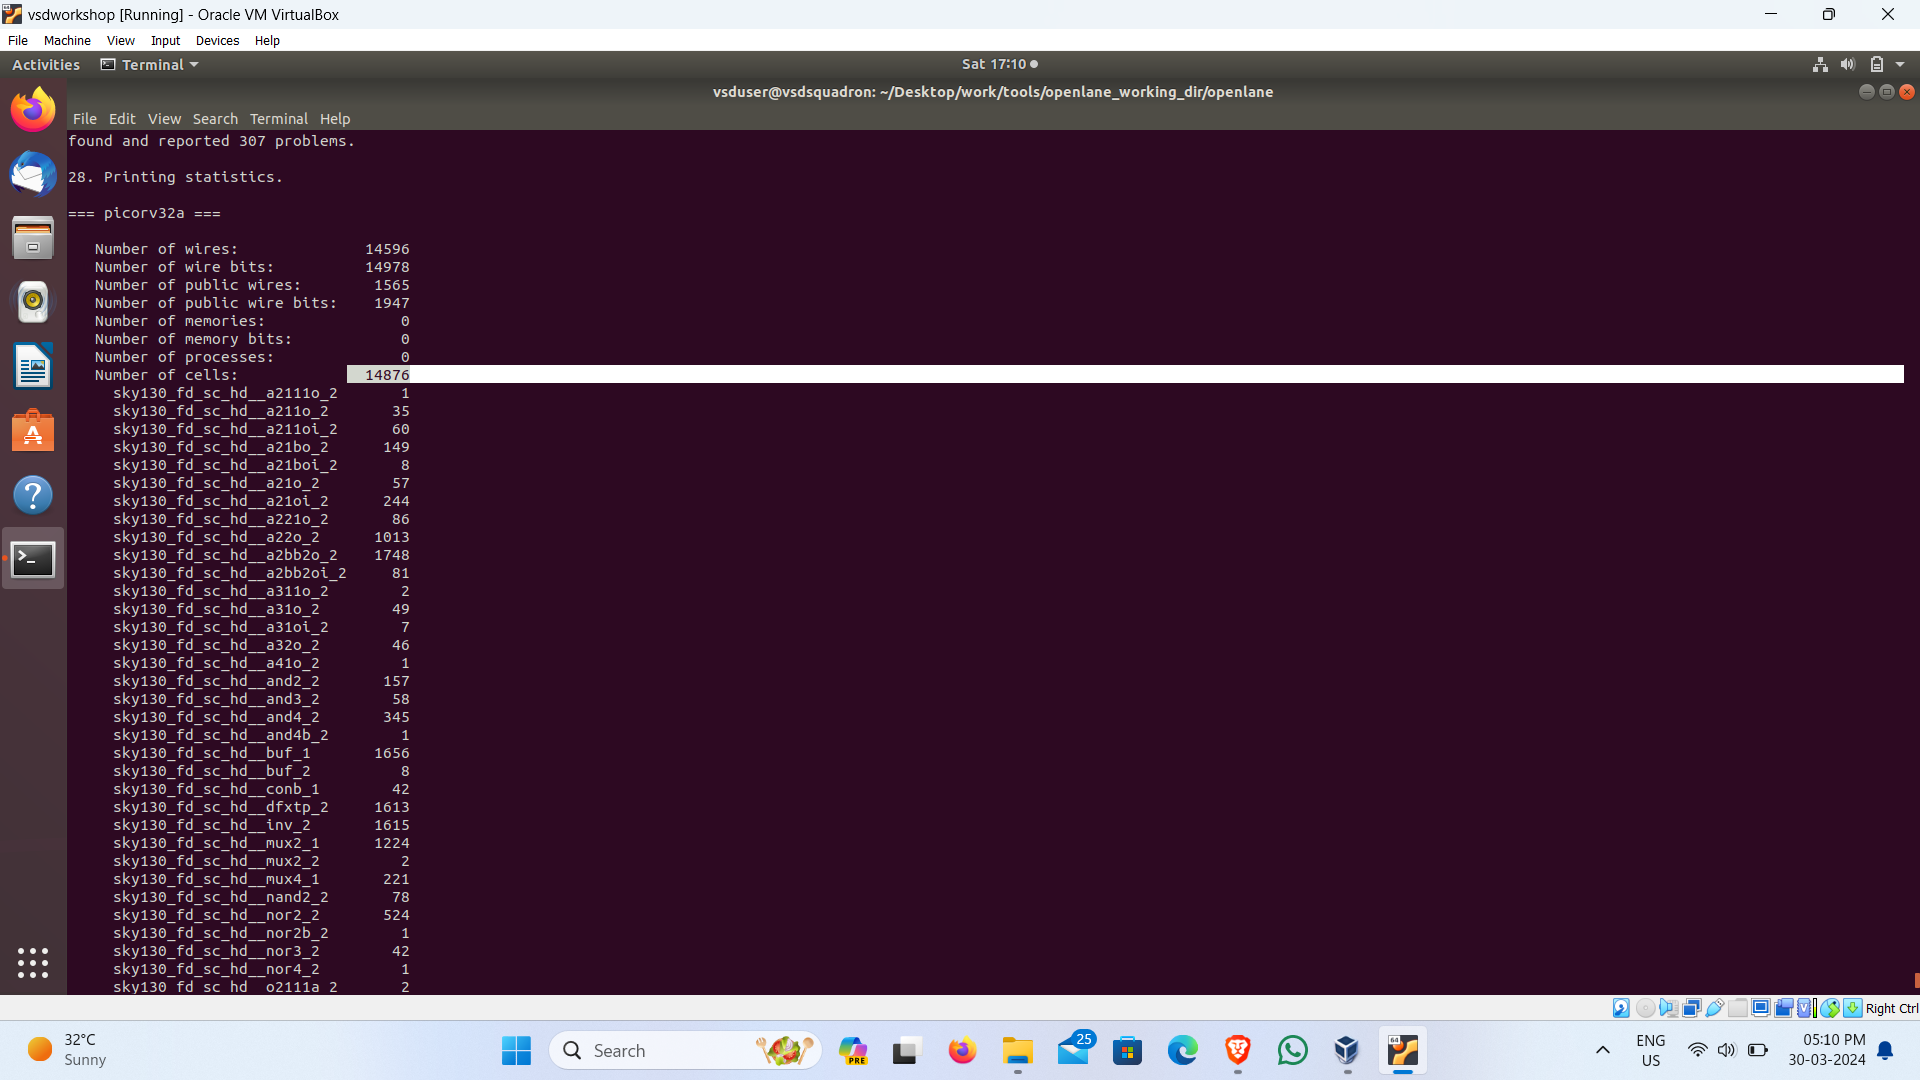 vsdworkshop [Running] - Oracle VM VirtualBox
File Machine View Input Devices Help
Activities Terminal Sat 17:10
vsduser@vsdsquadron: ~/Desktop/work/tools/openlane_working_dir/openlane
File Edit View Search Terminal Help
found and reported 307 problems.
28. Printing statistics.
=== picorv32a ===
Number of wires: 14596
Number of wire bits: 14978
Number of public wires: 1565
Number of public wire bits: 1947
Number of memories: 0
Number of memory bits: 0
Number of processes: 0
Number of cells: 14876
sky130_fd_sc_hd__a2111o_2 1
sky130_fd_sc_hd__a211o_2 35
sky130_fd_sc_hd__a211oi_2 60
sky130_fd_sc_hd__a21bo_2 149
sky130_fd_sc_hd__a21boi_2 8
sky130_fd_sc_hd__a21o_2 57
sky130_fd_sc_hd__a21oi_2 244
sky130_fd_sc_hd__a221o_2 86
sky130_fd_sc_hd__a22o_2 1013
sky130_fd_sc_hd__a2bb2o_2 1748
sky130_fd_sc_hd__a2bb2oi_2 81
sky130_fd_sc_hd__a311o_2 2
sky130_fd_sc_hd__a31o_2 49
sky130_fd_sc_hd__a31oi_2 7
sky130_fd_sc_hd__a32o_2 46
sky130_fd_sc_hd__a41o_2 1
sky130_fd_sc_hd__and2_2 157
sky130_fd_sc_hd__and3_2 58
sky130_fd_sc_hd__and4_2 345
sky130_fd_sc_hd__and4b_2 1
sky130_fd_sc_hd__buf_1 1656
sky130_fd_sc_hd__buf_2 8
sky130_fd_sc_hd__conb_1 42
sky130_fd_sc_hd__dfxtp_2 1613
sky130_fd_sc_hd__inv_2 1615
sky130_fd_sc_hd__mux2_1 1224
sky130_fd_sc_hd__mux2_2 2
sky130_fd_sc_hd__mux4_1 221
sky130_fd_sc_hd__nand2_2 78
sky130_fd_sc_hd__nor2_2 524
sky130_fd_sc_hd__nor2b_2 1
sky130_fd_sc_hd__nor3_2 42
sky130_fd_sc_hd__nor4_2 1
sky130_fd_sc_hd__o2111a_2 2
Right Ctrl
32°C
Sunny
Search
PRE
25
64
ENG
US
05:10 PM
30-03-2024